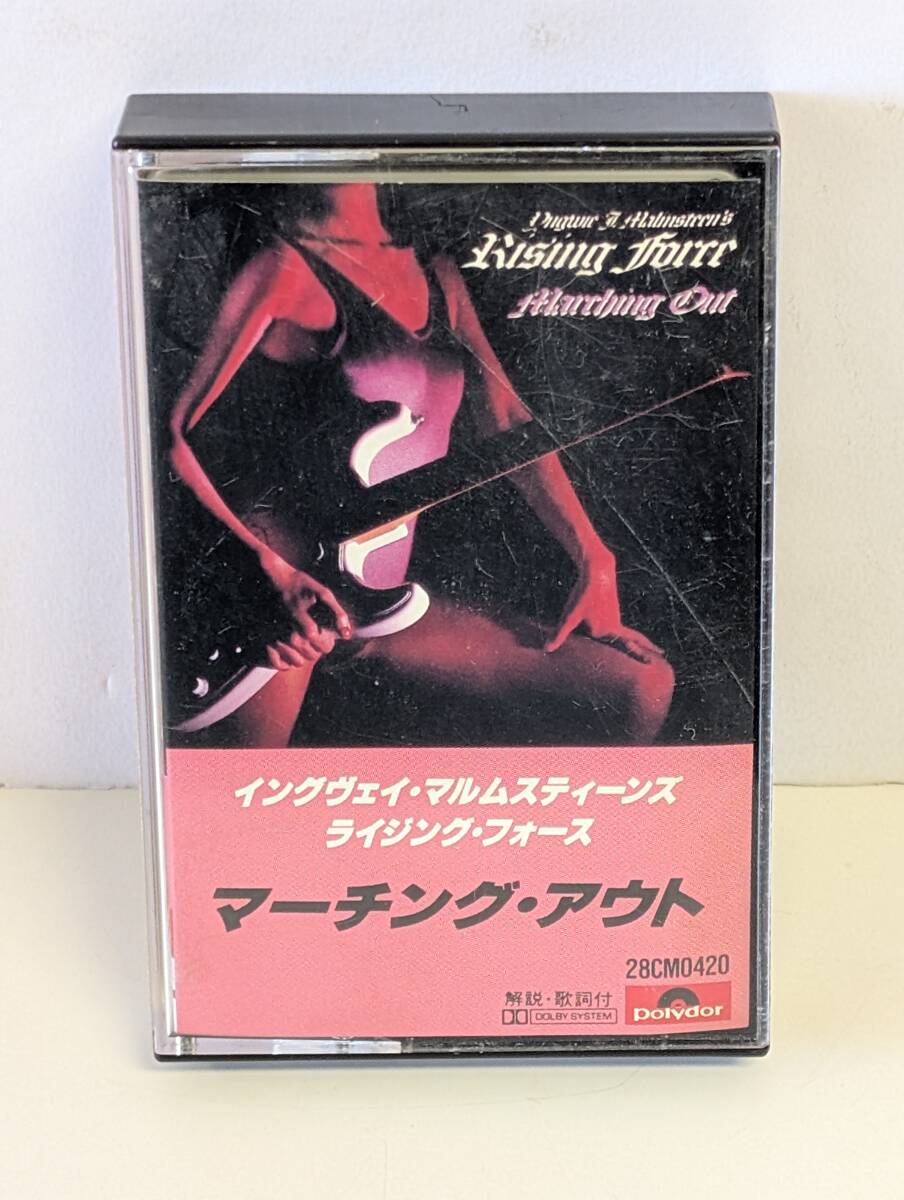 Yngwie J. Malmsteen's
Rising Force
Marching Out
イングヴェイ・マルムスティーンズ
ライジング・フォース
マーチング・アウト
28CM0420
解説・歌詞付
DOLBY SYSTEM
polydor